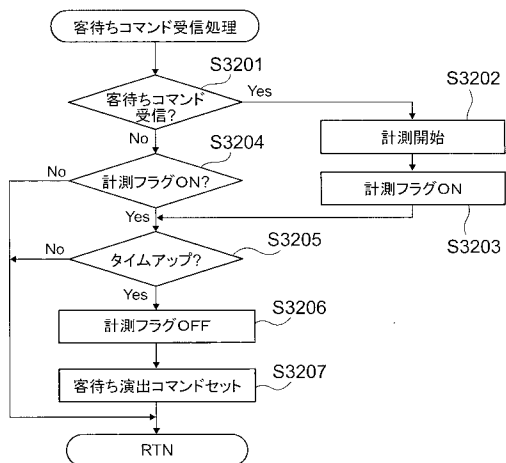 客待ちコマンド受信処理
S3201
客待ちコマンド
受信?
Yes
No
S3202
計測開始
計測フラグON
S3203
S3204
計測フラグON?
No
Yes
S3205
タイムアップ?
No
Yes
S3206
計測フラグOFF
S3207
客待ち演出コマンドセット
RTN